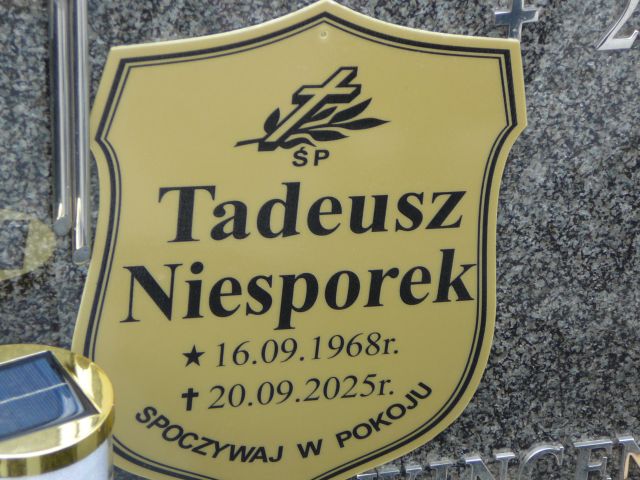 ŚP
Tadeusz
Niesporek
★ 16.09.1968r.
✝ 20.09.2025r.
SPOCZYWAJ W POKOJU